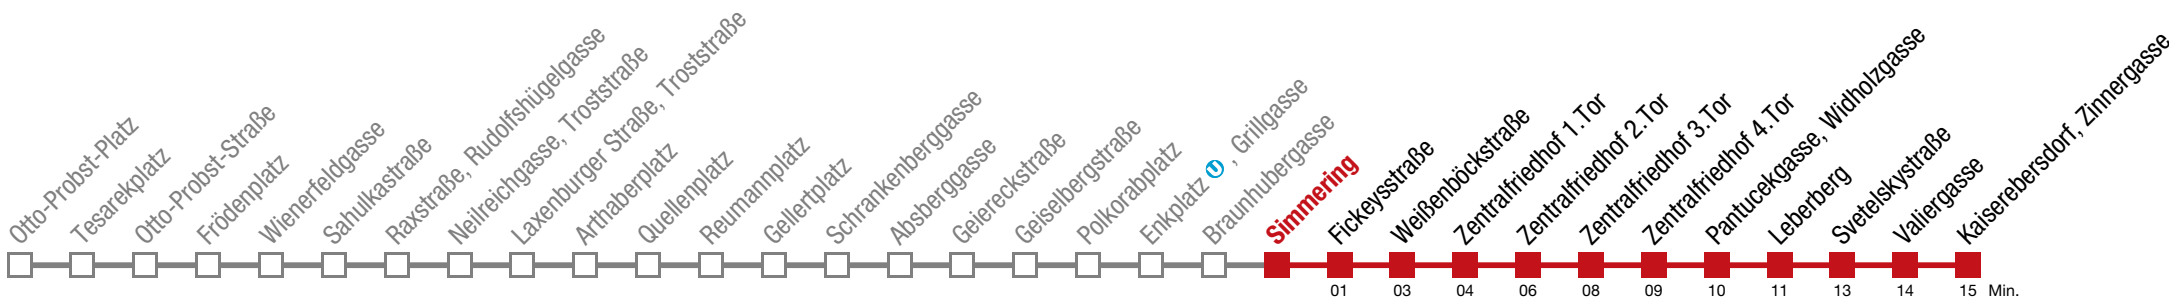 Otto-Probst-Platz
Tesarekplatz
Otto-Probst-Straße
Frödenplatz
Wienerfeldgasse
Sahulkastraße
Raxstraße, Rudolfshügelgasse
Neilreichgasse, Troststraße
Laxenburger Straße, Troststraße
Arthaberplatz
Quellenplatz
Reumannplatz
Gellertplatz
Schrankenberggasse
Absberggasse
Geiereckstraße
Geiselbergstraße
Polkorabplatz
Enkplatz U, Grillgasse
Braunhubergasse
Simmering
Fickeysstraße
Weißenböckstraße
Zentralfriedhof 1.Tor
Zentralfriedhof 2.Tor
Zentralfriedhof 3.Tor
Zentralfriedhof 4.Tor
Pantucekgasse, Widholzgasse
Leberberg
Svetelskystraße
Valiergasse
Kaiserebersdorf, Zinnergasse
01 03 04 06 08 09 10 11 13 14 15 Min.